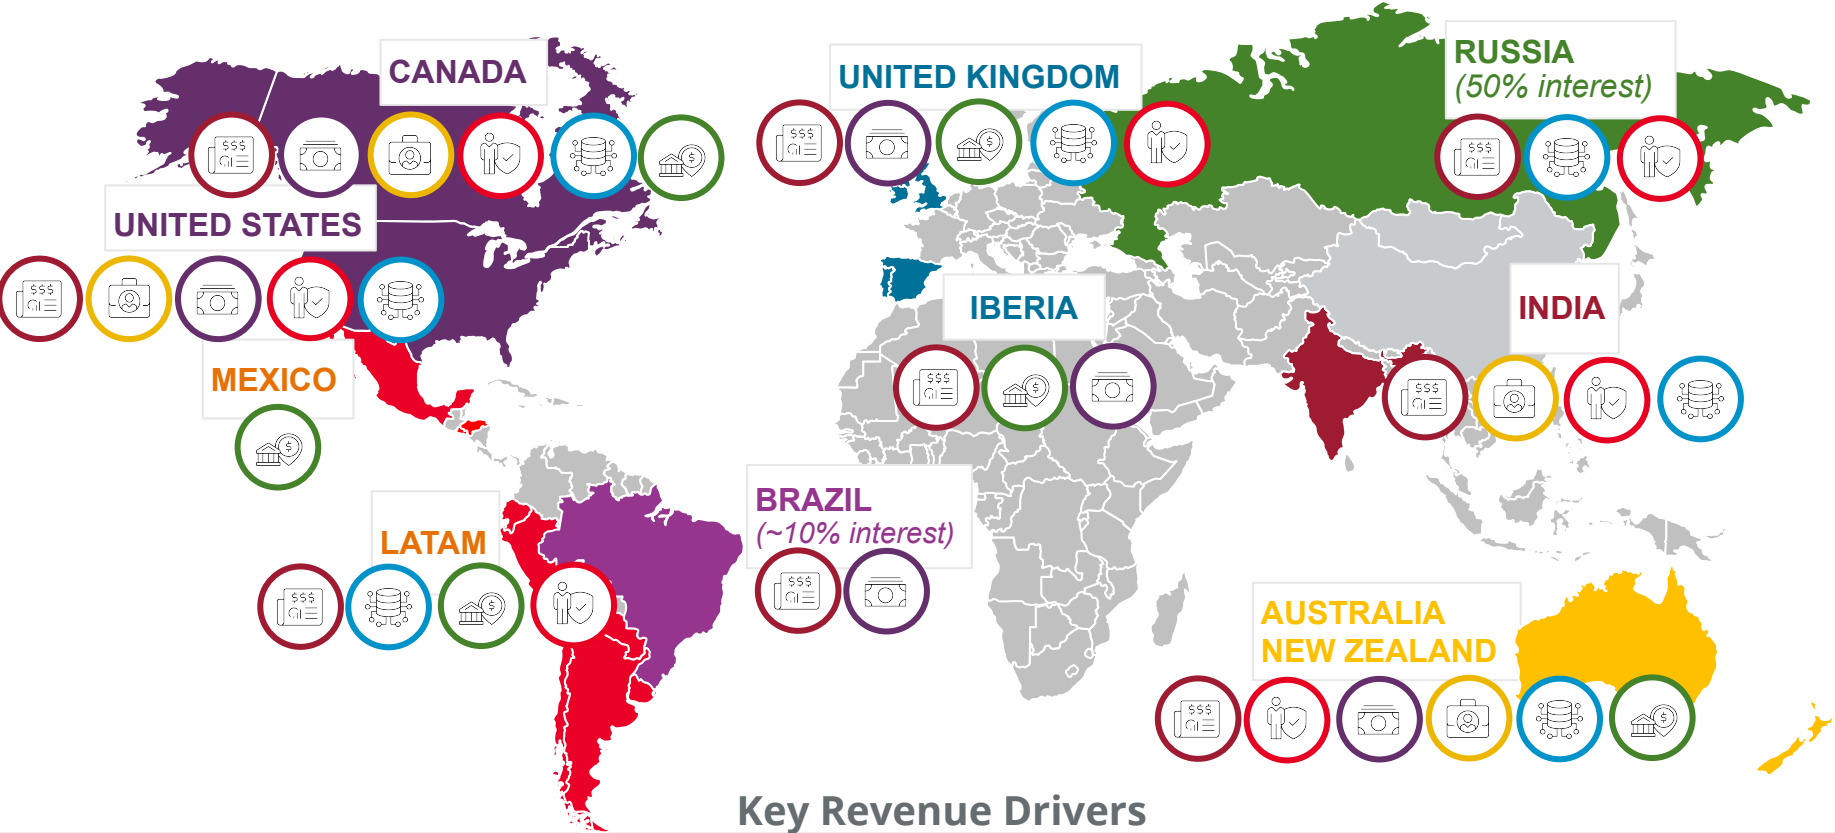 CANADA
UNITED KINGDOM
RUSSIA
(50% interest)
UNITED STATES
IBERIA
INDIA
MEXICO
BRAZIL
(~10% interest)
LATAM
AUSTRALIA
NEW ZEALAND
Key Revenue Drivers